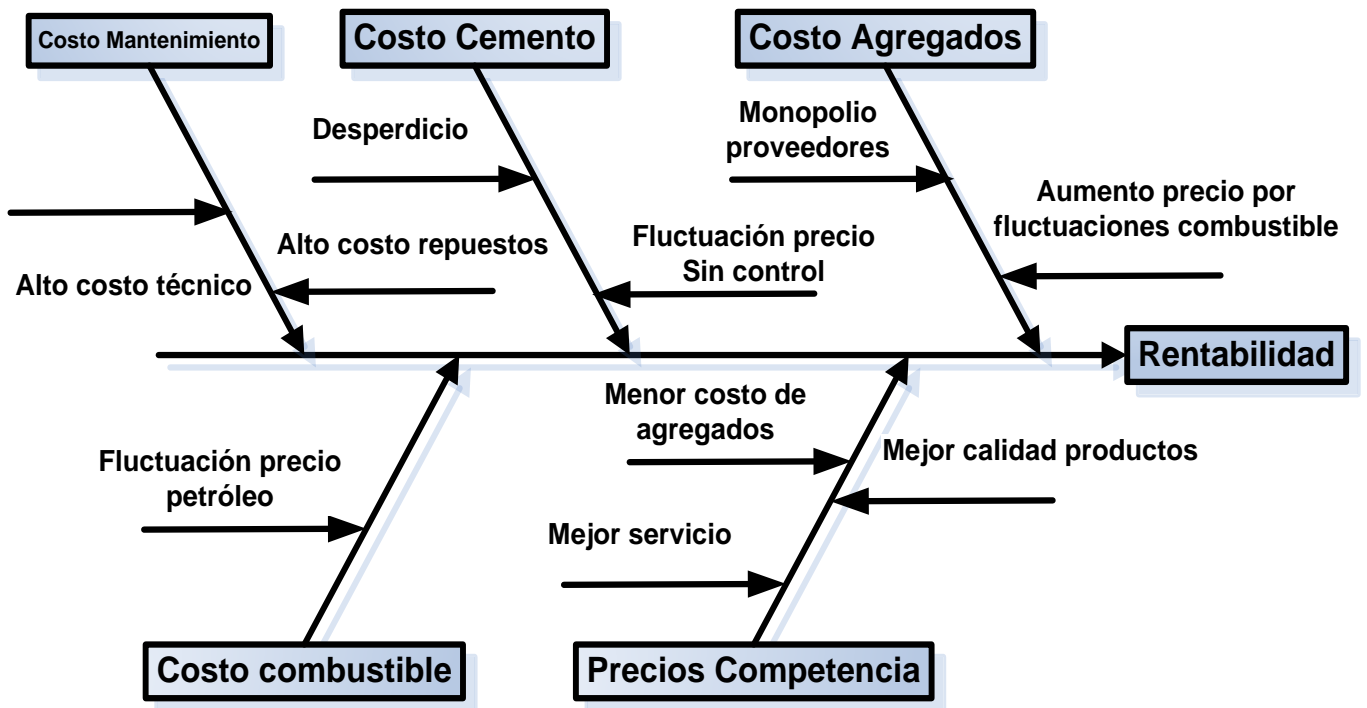 Costo Mantenimiento
Costo Cemento
Costo Agregados
Desperdicio
Monopolio
proveedores
Aumento precio por
fluctuaciones combustible
Alto costo repuestos
Fluctuación precio
Sin control
Alto costo técnico
Rentabilidad
Menor costo de
agregados
Mejor calidad productos
Fluctuación precio
petróleo
Mejor servicio
Costo combustible
Precios Competencia